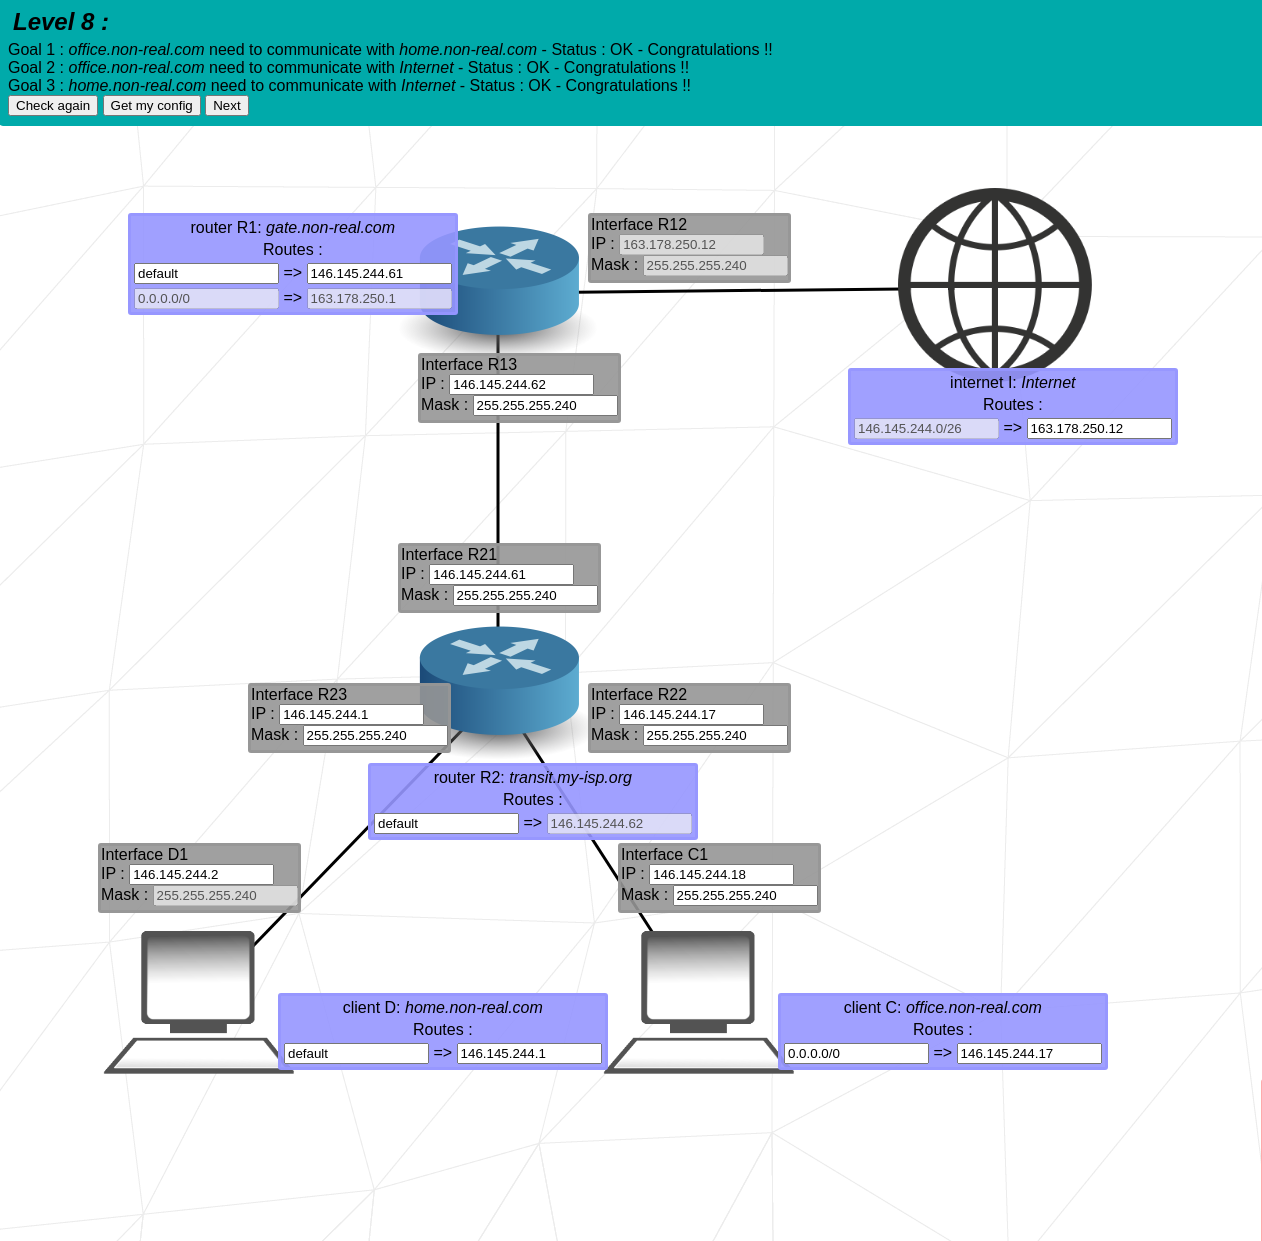 Level 8 :
Goal 1 : office.non-real.com need to communicate with home.non-real.com - Status : OK - Congratulations !!
Goal 2 : office.non-real.com need to communicate with Internet - Status : OK - Congratulations !!
Goal 3 : home.non-real.com need to communicate with Internet - Status : OK - Congratulations !!
Check again Get my config Next
router R1: gate.non-real.com
Routes :
default => 146.145.244.61
0.0.0.0/0 => 163.178.250.1
Interface R12
IP : 163.178.250.12
Mask : 255.255.255.240
Interface R13
IP : 146.145.244.62
Mask : 255.255.255.240
internet I: Internet
Routes :
146.145.244.0/26 => 163.178.250.12
Interface R21
IP : 146.145.244.61
Mask : 255.255.255.240
Interface R23
IP : 146.145.244.1
Mask : 255.255.255.240
Interface R22
IP : 146.145.244.17
Mask : 255.255.255.240
router R2: transit.my-isp.org
Routes :
default => 146.145.244.62
Interface D1
IP : 146.145.244.2
Mask : 255.255.255.240
Interface C1
IP : 146.145.244.18
Mask : 255.255.255.240
client D: home.non-real.com
Routes :
default => 146.145.244.1
client C: office.non-real.com
Routes :
0.0.0.0/0 => 146.145.244.17